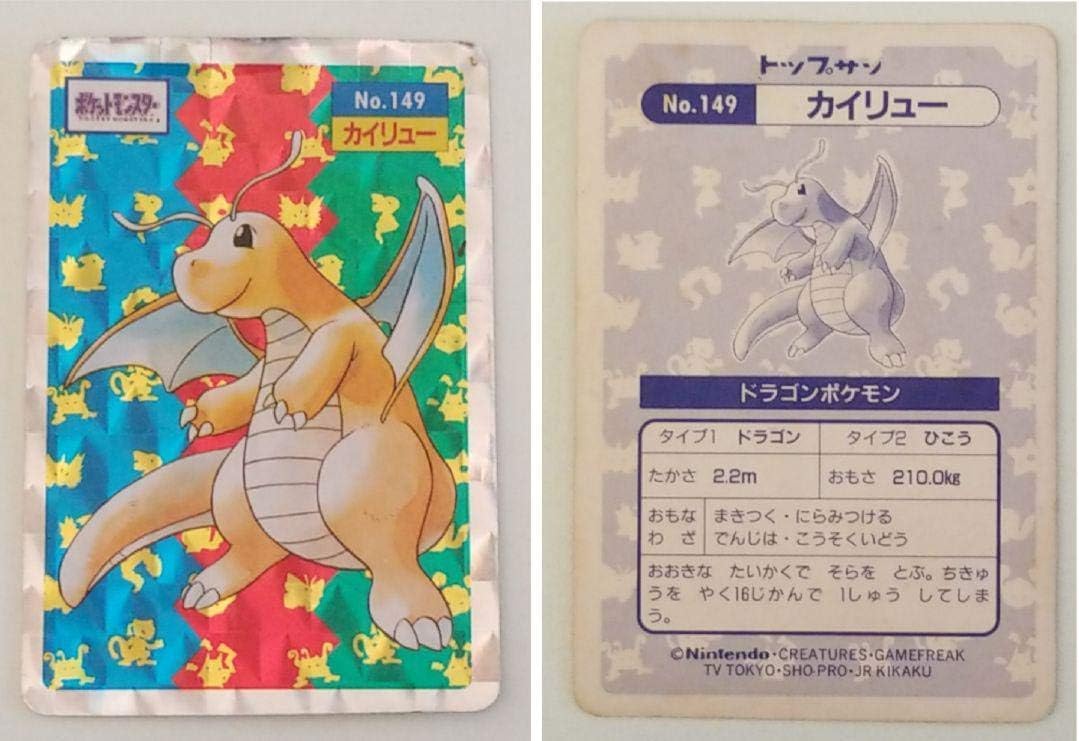 ポケットモンスター
POCKET MONSTERS
No.149
カイリュー
トップサン
No.149 カイリュー
ドラゴンポケモン
タイプ1 ドラゴン タイプ2 ひこう
たかさ 2.2m おもさ 210.0kg
おもな まきつく・にらみつける
わ ざ でんじは・こうそくいどう
おおきな たいかくで そらを とぶ。ちきゅ
うを やく16じかんで 1しゅう してしま
う。
©Nintendo・CREATURES・GAMEFREAK
TV TOKYO・SHO-PRO・JR KIKAKU